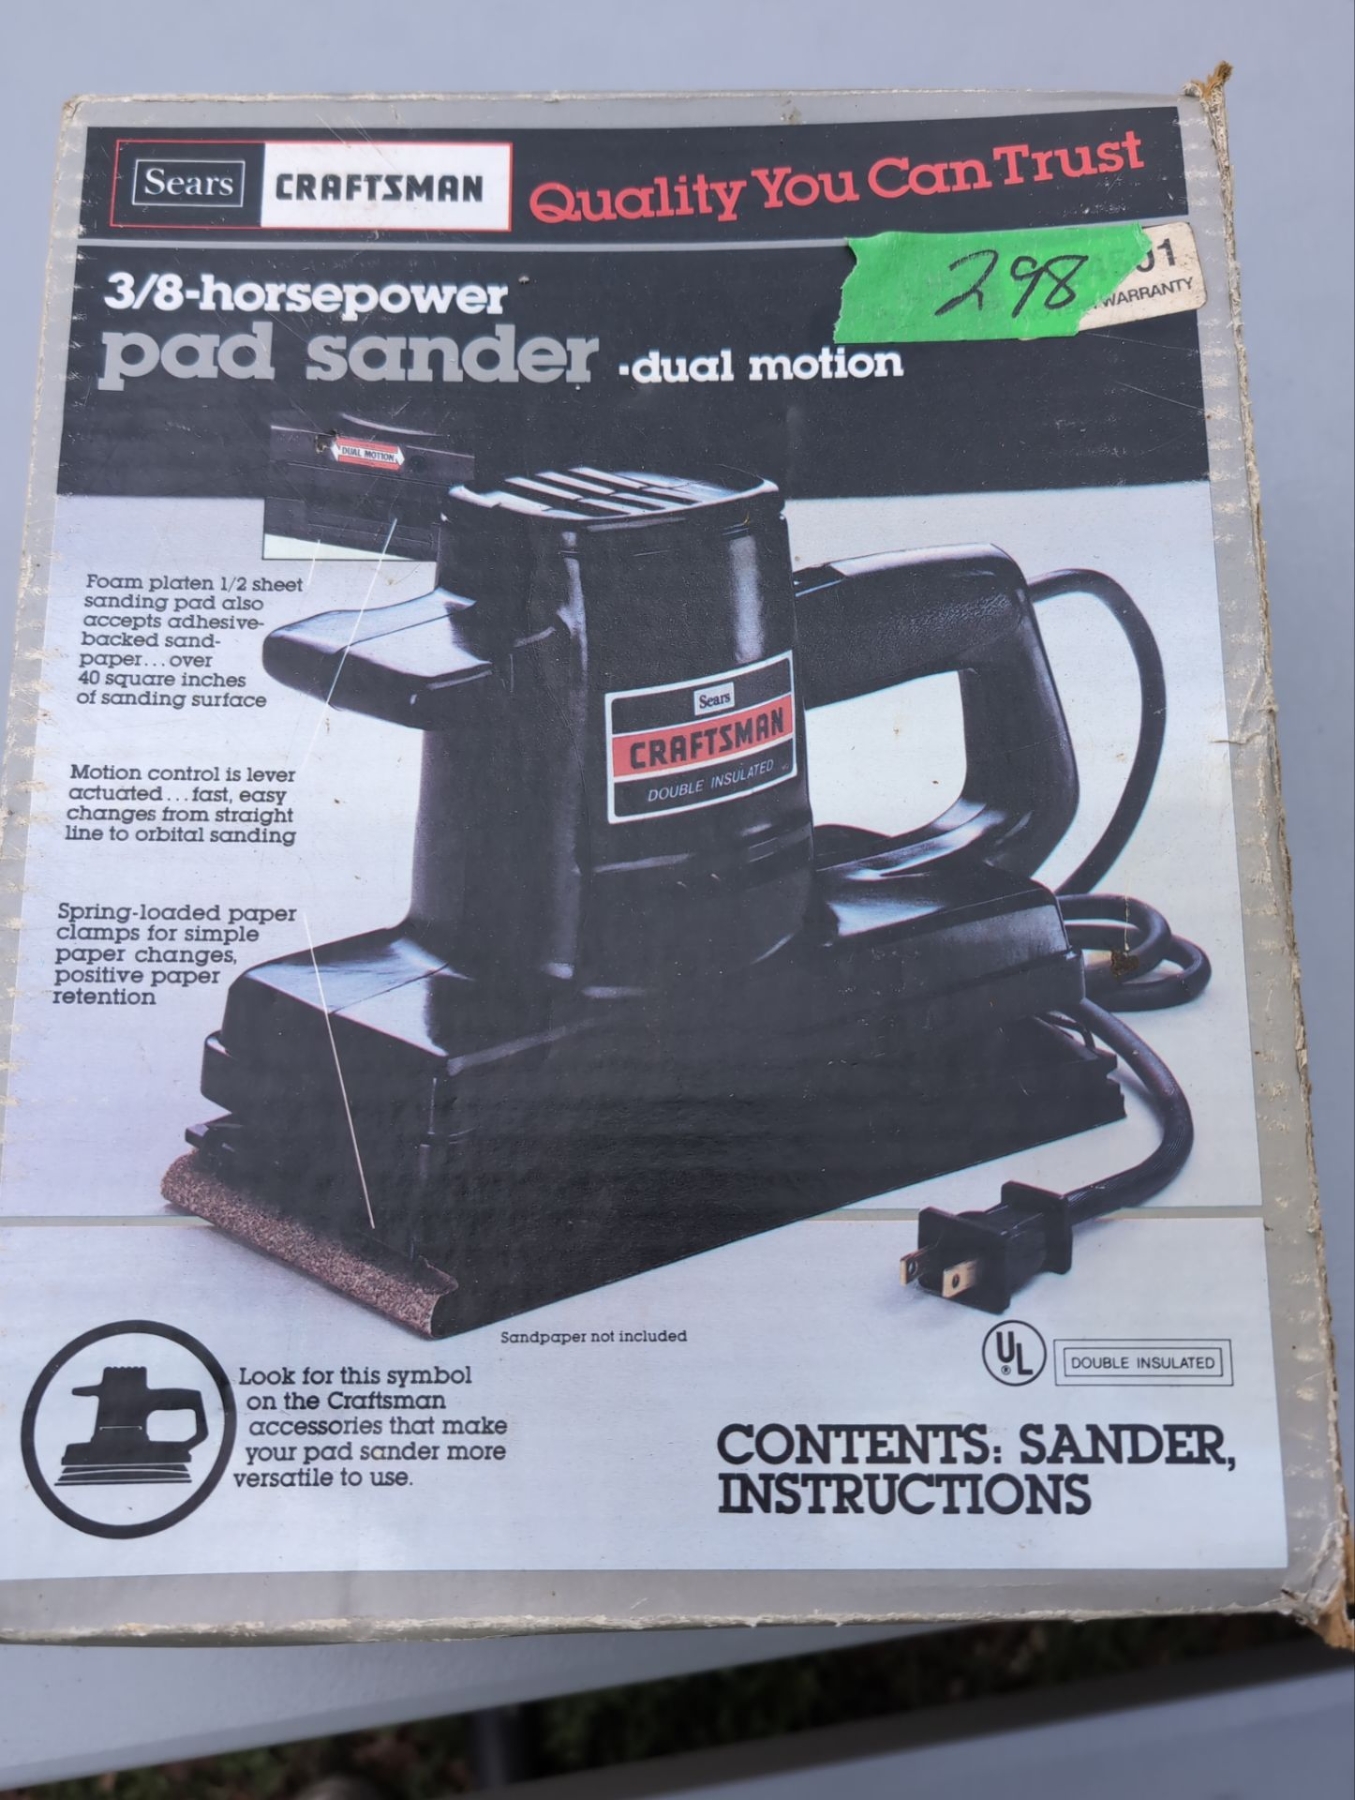 Sears CRAFTSMAN Quality You Can Trust
3/8-horsepower
298
WARRANTY
pad sander •dual motion
DUAL MOTION
Foam platen 1/2 sheet
sanding pad also
accepts adhesive-
backed sand-
paper...over
40 square inches
of sanding surface
Sears
CRAFTSMAN
DOUBLE INSULATED
Motion control is lever
actuated...fast, easy
changes from straight
line to orbital sanding
Spring-loaded paper
clamps for simple
paper changes,
positive paper
retention
Sandpaper not included
UL ® DOUBLE INSULATED
Look for this symbol
on the Craftsman
accessories that make
your pad sander more
versatile to use.
CONTENTS: SANDER,
INSTRUCTIONS